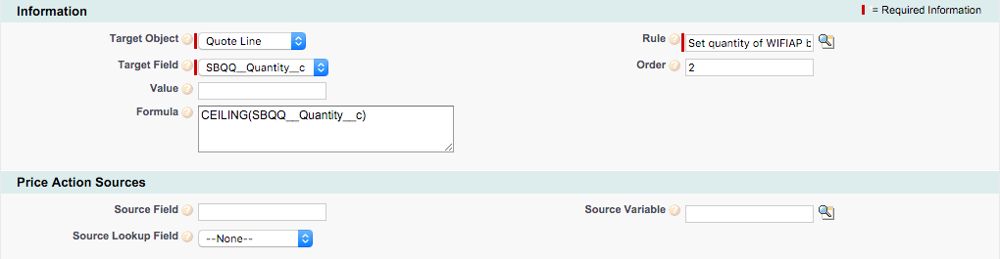 Information
= Required Information
Target Object ? Quote Line
Rule ? Set quantity of WIFIAP b
Target Field ? SBQQ__Quantity__c
Order ? 2
Value ?
Formula ? CEILING(SBQQ__Quantity__c)
Price Action Sources
Source Field ?
Source Variable ?
Source Lookup Field ? --None--